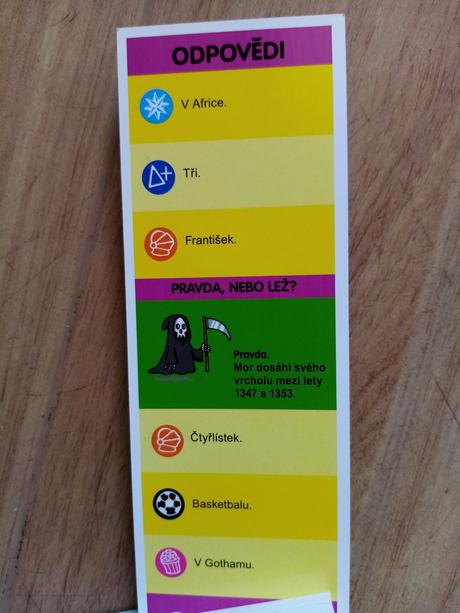 ODPOVĚDI
V Africe.
Tři.
František.
PRAVDA, NEBO LEŽ?
Pravda.
Mor dosáhl svého
vrcholu mezi lety
1347 a 1353.
Čtyřlístek.
Basketbalu.
V Gothamu.